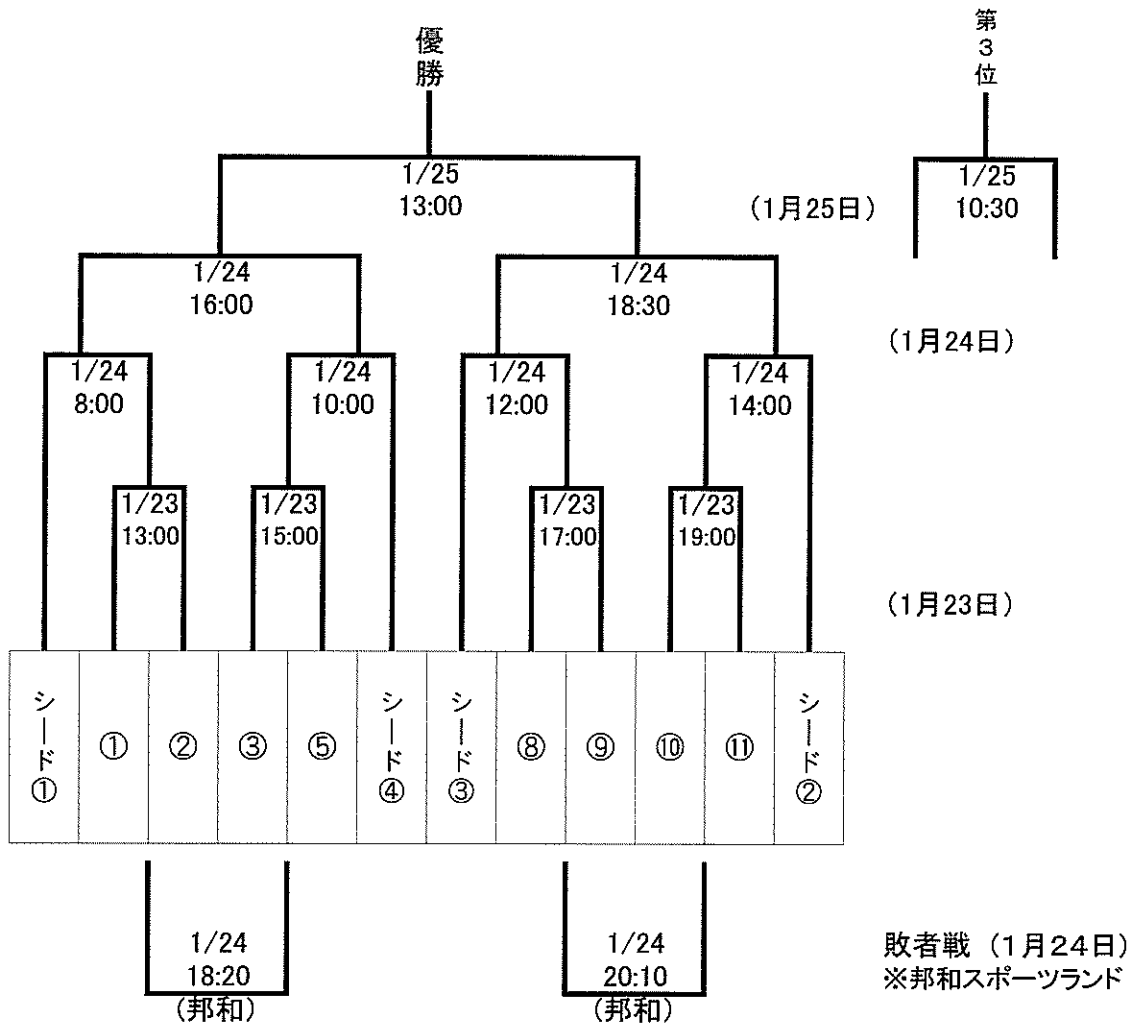 優勝
第3位
1/25
13:00
(1月25日)
1/25
10:30
1/24
16:00
1/24
18:30
(1月24日)
1/24
8:00
1/24
10:00
1/24
12:00
1/24
14:00
1/23
13:00
1/23
15:00
1/23
17:00
1/23
19:00
(1月23日)
シード①
①
②
③
⑤
シード④
シード③
⑧
⑨
⑩
⑪
シード②
1/24
18:20
(邦和)
1/24
20:10
(邦和)
敗者戦 (1月24日)
※邦和スポーツランド